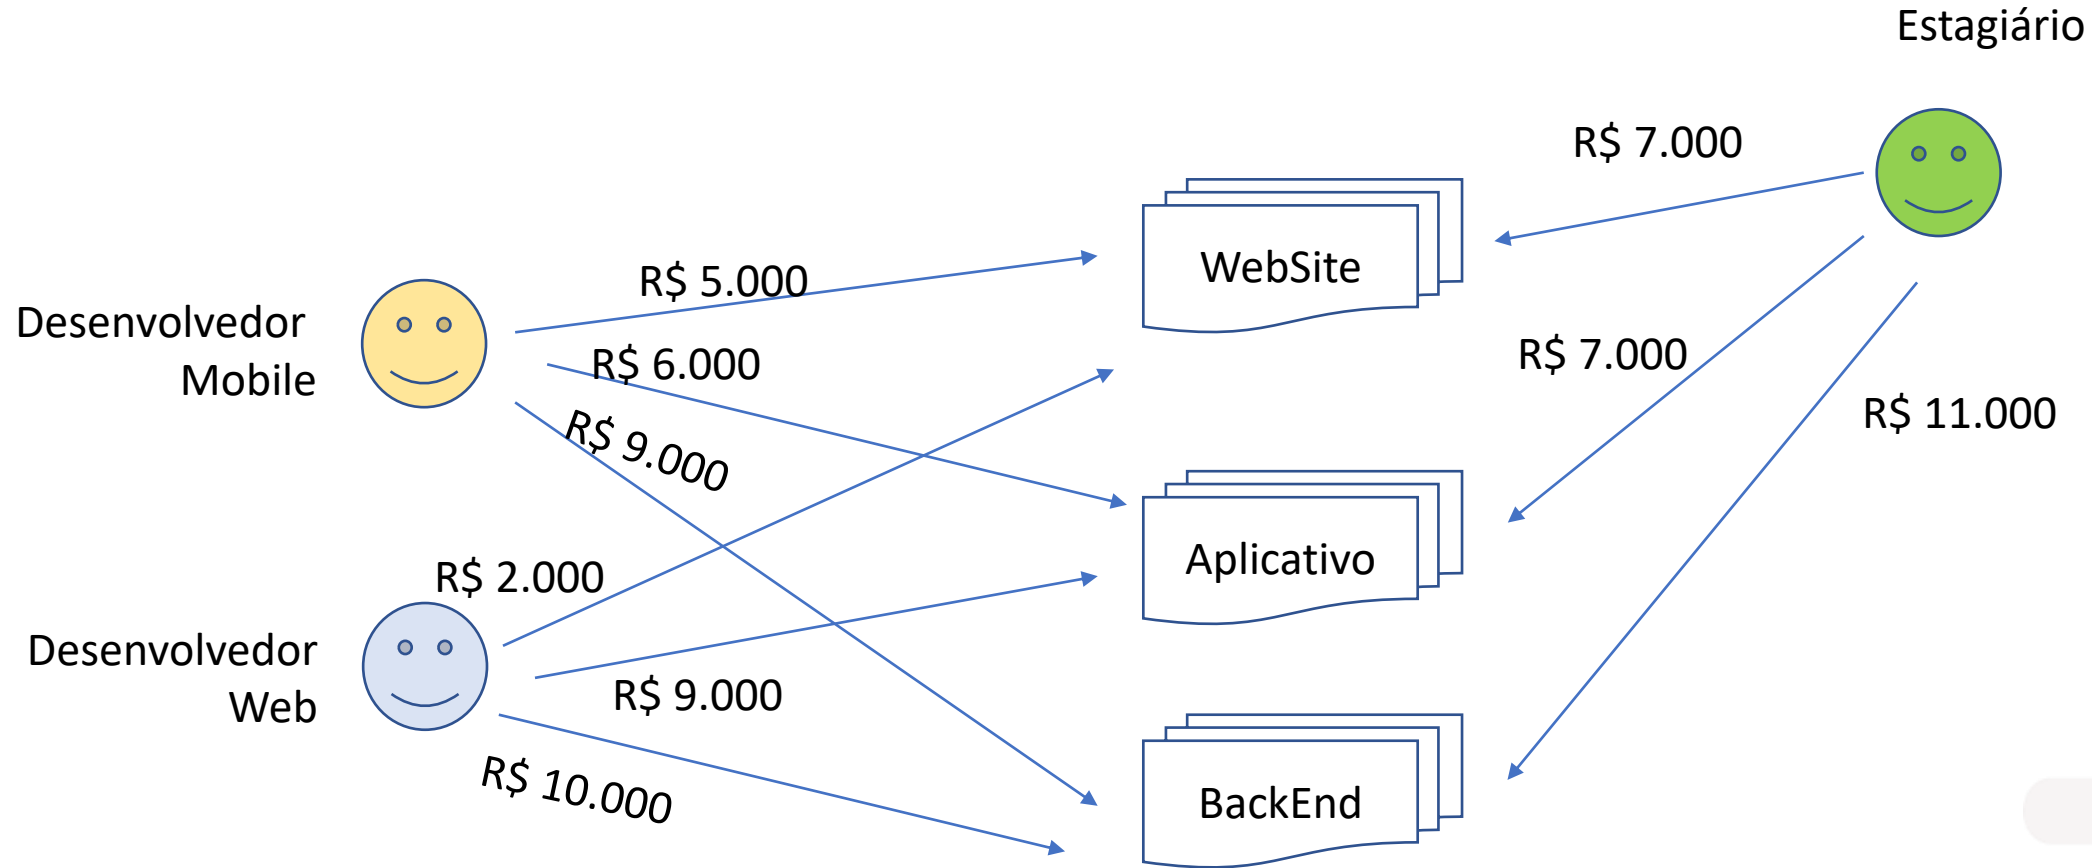 Estagiário
R$ 7.000
WebSite
R$ 5.000
Desenvolvedor
Mobile
R$ 6.000
R$ 7.000
R$ 9.000
R$ 11.000
Aplicativo
R$ 2.000
Desenvolvedor
Web
R$ 9.000
R$ 10.000
BackEnd